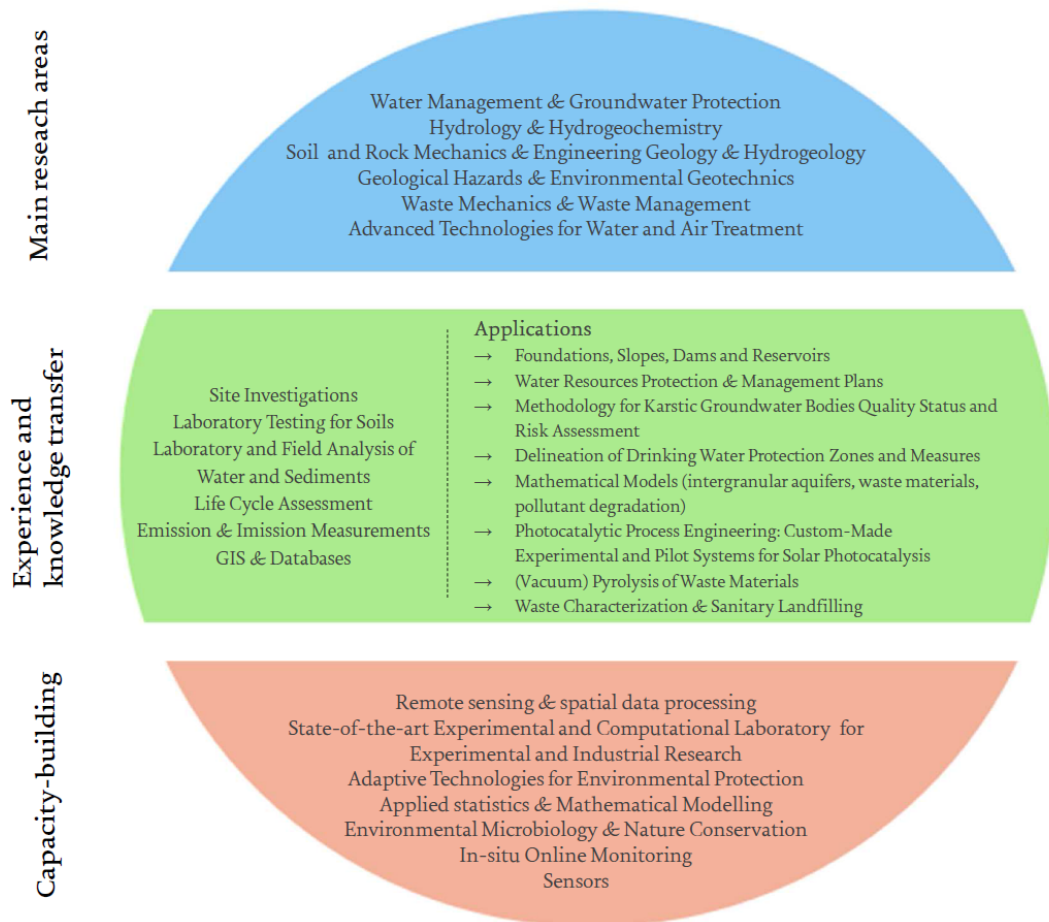 Main reseach areas
Water Management & Groundwater Protection
Hydrology & Hydrogeochemistry
Soil and Rock Mechanics & Engineering Geology & Hydrogeology
Geological Hazards & Environmental Geotechnics
Waste Mechanics & Waste Management
Advanced Technologies for Water and Air Treatment
Experience and
knowledge transfer
Site Investigations
Laboratory Testing for Soils
Laboratory and Field Analysis of
Water and Sediments
Life Cycle Assessment
Emission & Imission Measurements
GIS & Databases
Applications
→ Foundations, Slopes, Dams and Reservoirs
→ Water Resources Protection & Management Plans
→ Methodology for Karstic Groundwater Bodies Quality Status and
Risk Assessment
→ Delineation of Drinking Water Protection Zones and Measures
→ Mathematical Models (intergranular aquifers, waste materials,
pollutant degradation)
→ Photocatalytic Process Engineering: Custom-Made
Experimental and Pilot Systems for Solar Photocatalysis
→ (Vacuum) Pyrolysis of Waste Materials
→ Waste Characterization & Sanitary Landfilling
Capacity-building
Remote sensing & spatial data processing
State-of-the-art Experimental and Computational Laboratory for
Experimental and Industrial Research
Adaptive Technologies for Environmental Protection
Applied statistics & Mathematical Modelling
Environmental Microbiology & Nature Conservation
In-situ Online Monitoring
Sensors